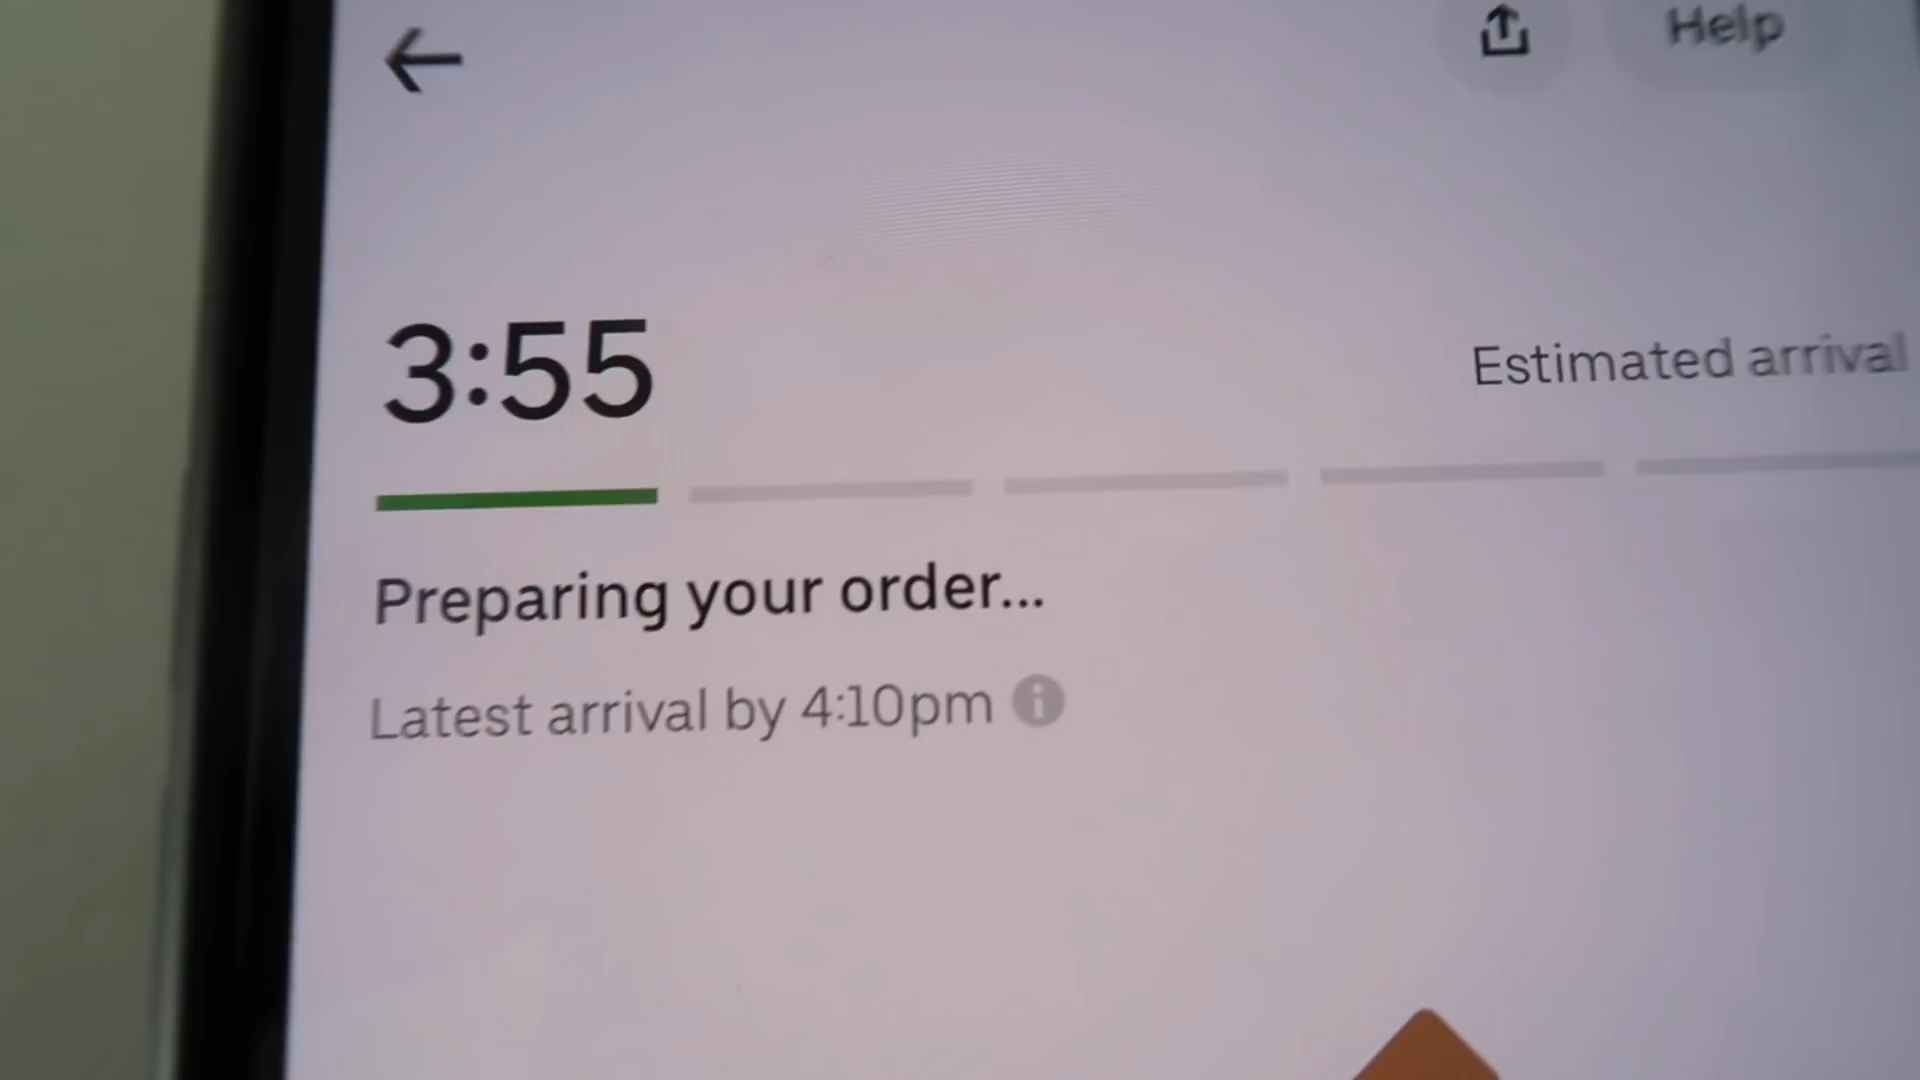 Help
3:55
Estimated arrival
Preparing your order...
Latest arrival by 4:10pm